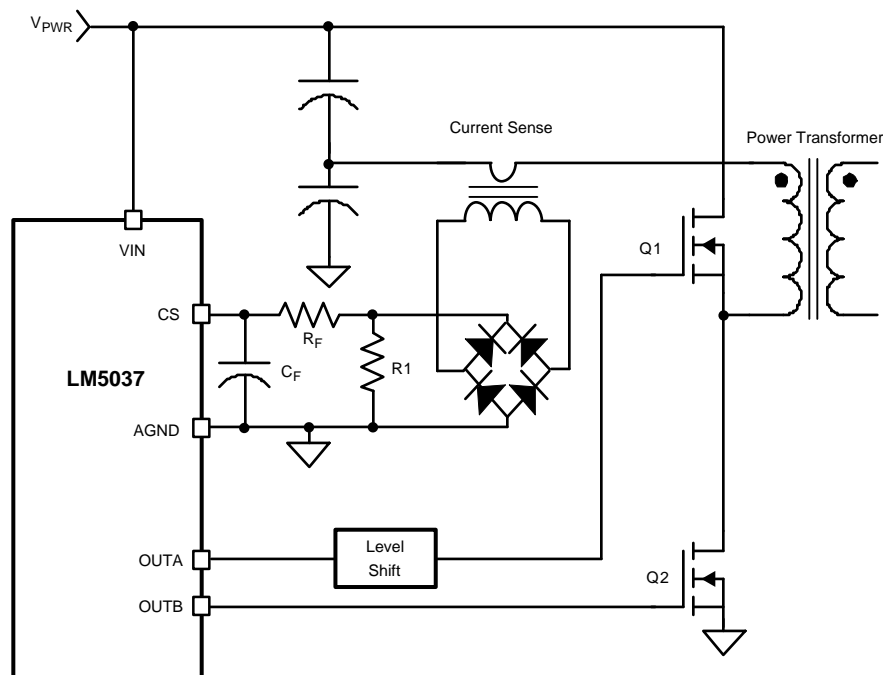 VPWR
Current Sense
Power Transformer
VIN
Q1
CS
RF
R1
CF
LM5037
AGND
Level
Shift
OUTA
Q2
OUTB